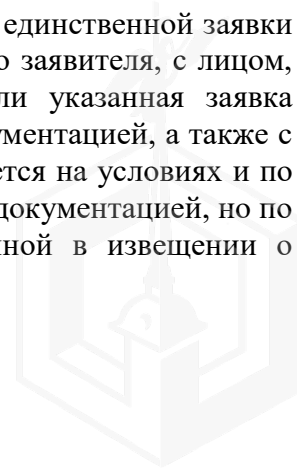 единственной заявки
о заявителя, с лицом,
ли указанная заявка
ументацией, а также с
ется на условиях и по
документацией, но по
нной в извещении о